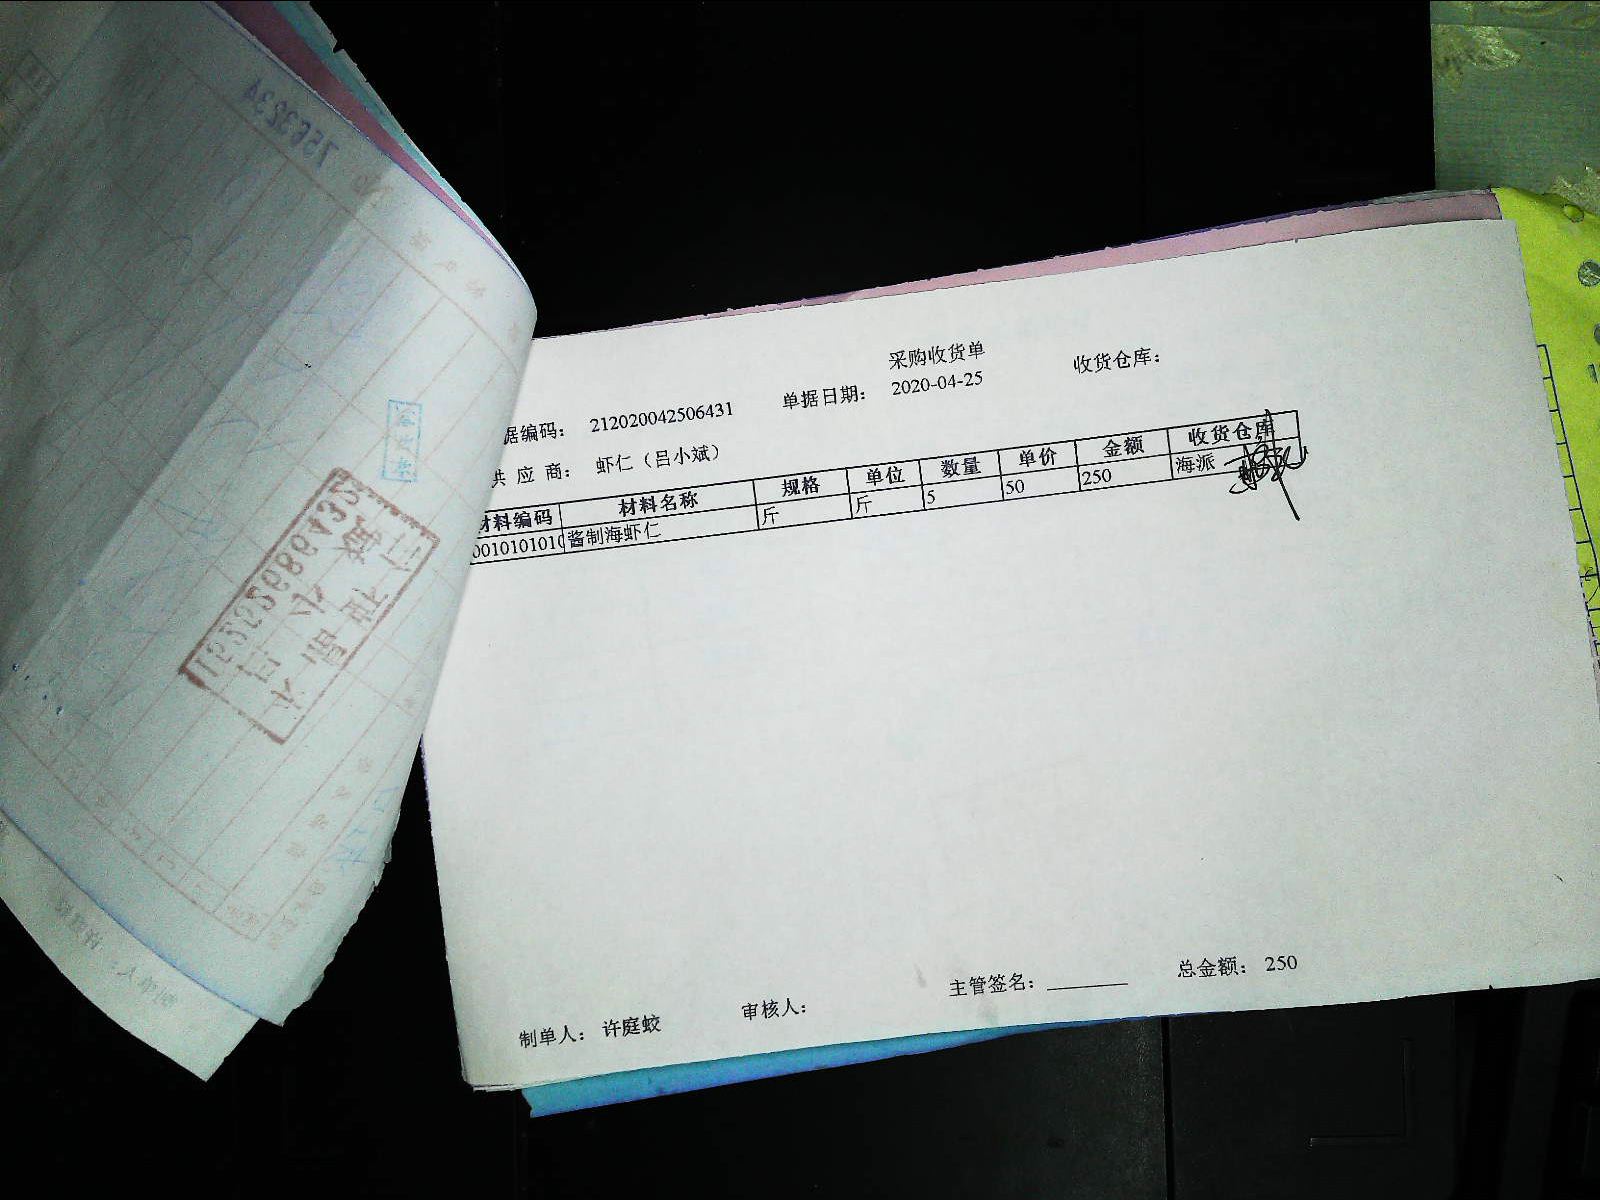 采购收货单
据编码： 212020042506431 单据日期： 2020-04-25 收货仓库：
供 应 商： 虾仁（吕小斌）
材料编码 材料名称 规格 单位 数量 单价 金额 收货仓库
0010101010 酱制海虾仁 斤 斤 5 50 250 海派
制单人： 许庭蛟 审核人： 主管签名：________ 总金额： 250
7563234